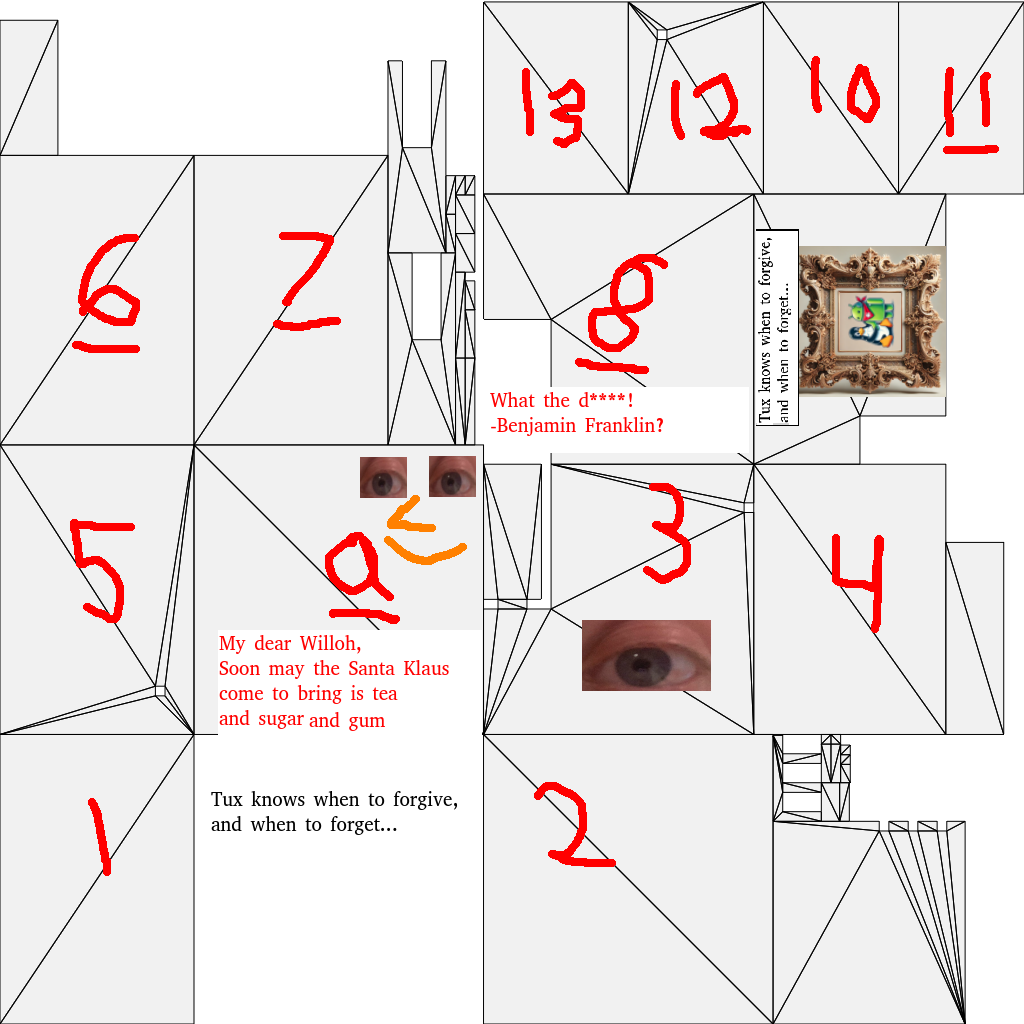 13
12
10
11
6
7
8
Tux knows when to forgive,
and when to forget...
What the d****!
-Benjamin Franklin?
5
9
3
4
My dear Willoh,
Soon may the Santa Klaus
come to bring is tea
and sugar and gum
1
Tux knows when to forgive,
and when to forget...
2